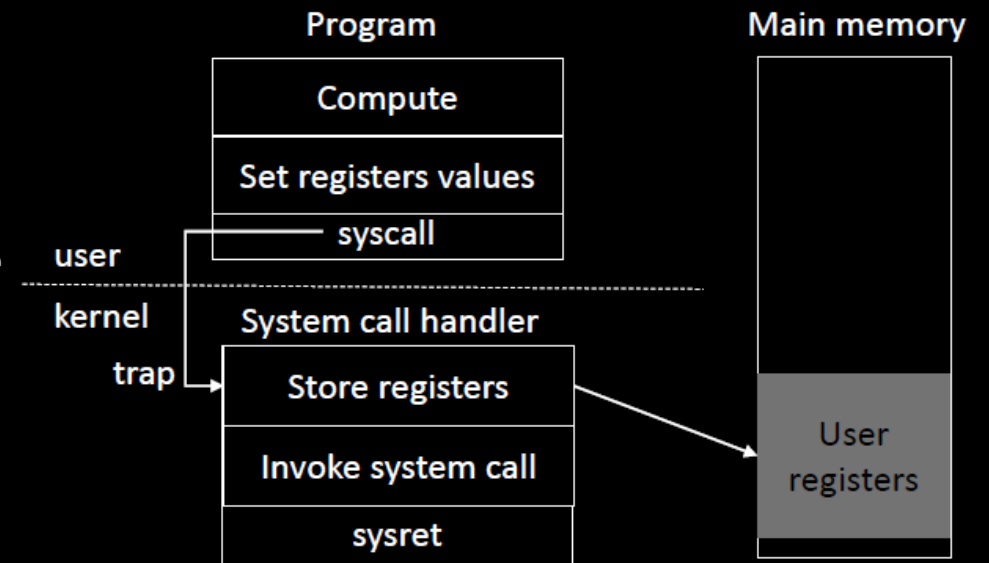 Program
Main memory
Compute
Set registers values
syscall
user
kernel
System call handler
trap
Store registers
User
registers
Invoke system call
sysret